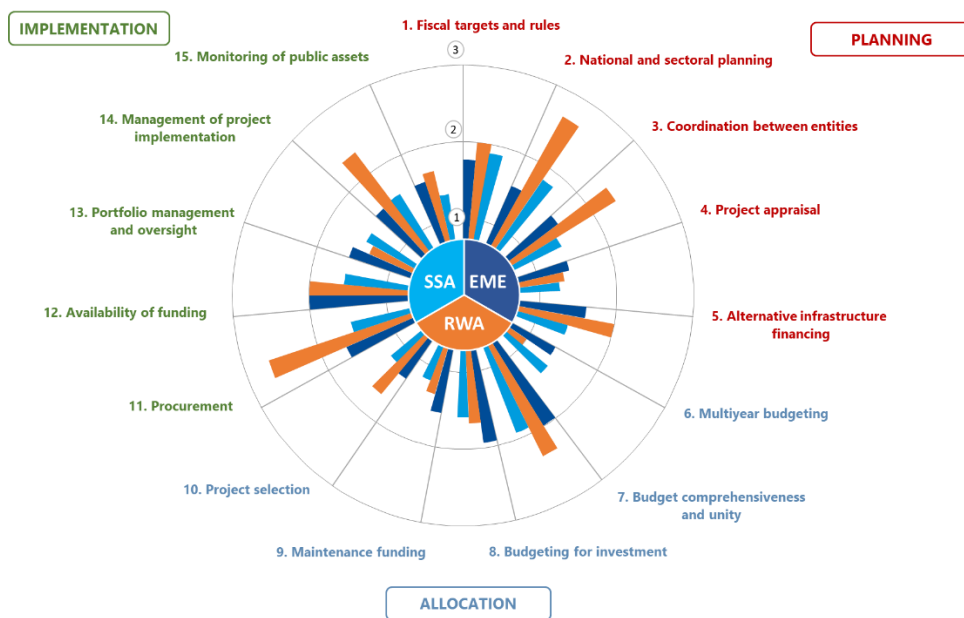 IMPLEMENTATION
PLANNING
1. Fiscal targets and rules
2. National and sectoral planning
3. Coordination between entities
4. Project appraisal
5. Alternative infrastructure
financing
6. Multiyear budgeting
7. Budget comprehensiveness
and unity
8. Budgeting for investment
9. Maintenance funding
10. Project selection
11. Procurement
12. Availability of funding
13. Portfolio management
and oversight
14. Management of project
implementation
15. Monitoring of public assets
3
2
1
SSA
EME
RWA
ALLOCATION